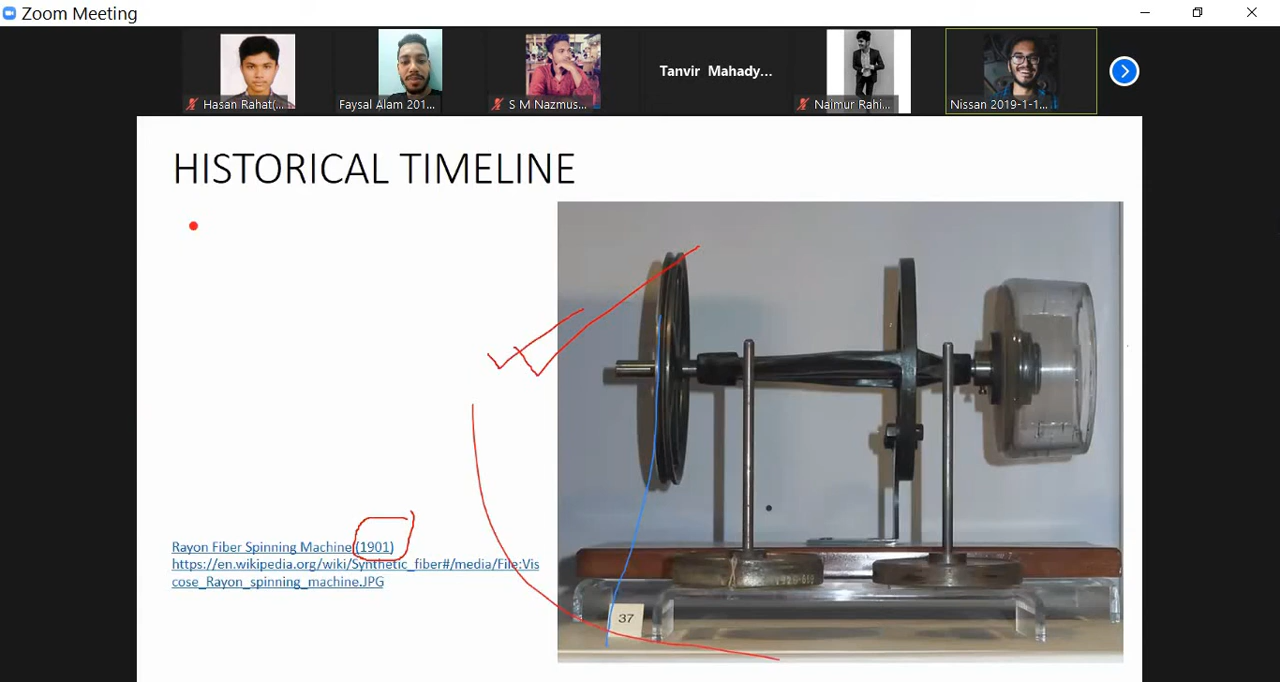 Zoom Meeting
Hasan Rahat(...
Faysal Alam 201...
S M Nazmus...
Tanvir Mahady...
Naimur Rahi...
Nissan 2019-1-1...
HISTORICAL TIMELINE
Rayon Fiber Spinning Machine (1901)
https://en.wikipedia.org/wiki/Synthetic_fiber#/media/File:Vis
cose_Rayon_spinning_machine.JPG
37